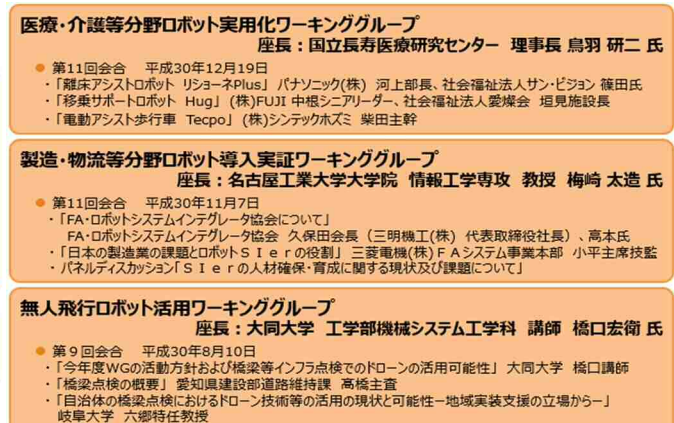 医療・介護等分野ロボット実用化ワーキンググループ
座長：国立長寿医療研究センター 理事長 鳥羽 研二 氏
● 第11回会合 平成30年12月19日
・「離床アシストロボット リショーネPlus」 パナソニック(株) 河上部長、社会福祉法人サン・ビジョン 篠田氏
・「移乗サポートロボット Hug」 (株)FUJI 中根シニアリーダー、社会福祉法人愛燦会 垣見施設長
・「電動アシスト歩行車 Tecpo」 (株)シンテックホズミ 柴田主幹
製造・物流等分野ロボット導入実証ワーキンググループ
座長：名古屋工業大学大学院 情報工学専攻 教授 梅崎 太造 氏
● 第11回会合 平成30年11月7日
・「FA・ロボットシステムインテグレータ協会について」
FA・ロボットシステムインテグレータ協会 久保田会長（三明機工(株) 代表取締役社長）、高本氏
・「日本の製造業の課題とロボットＳＩｅｒの役割」 三菱電機(株)ＦＡシステム事業本部 小平主席技監
・パネルディスカッション「ＳＩｅｒの人材確保・育成に関する現状及び課題について」
無人飛行ロボット活用ワーキンググループ
座長：大同大学 工学部機械システム工学科 講師 橋口宏衛 氏
● 第９回会合 平成30年8月10日
・「今年度WGの活動方針および橋梁等インフラ点検でのドローンの活用可能性」 大同大学 橋口講師
・「橋梁点検の概要」 愛知県建設部道路維持課 高橋主査
・「自治体の橋梁点検におけるドローン技術等の活用の現状と可能性－地域実装支援の立場から－」
岐阜大学 六郷特任教授